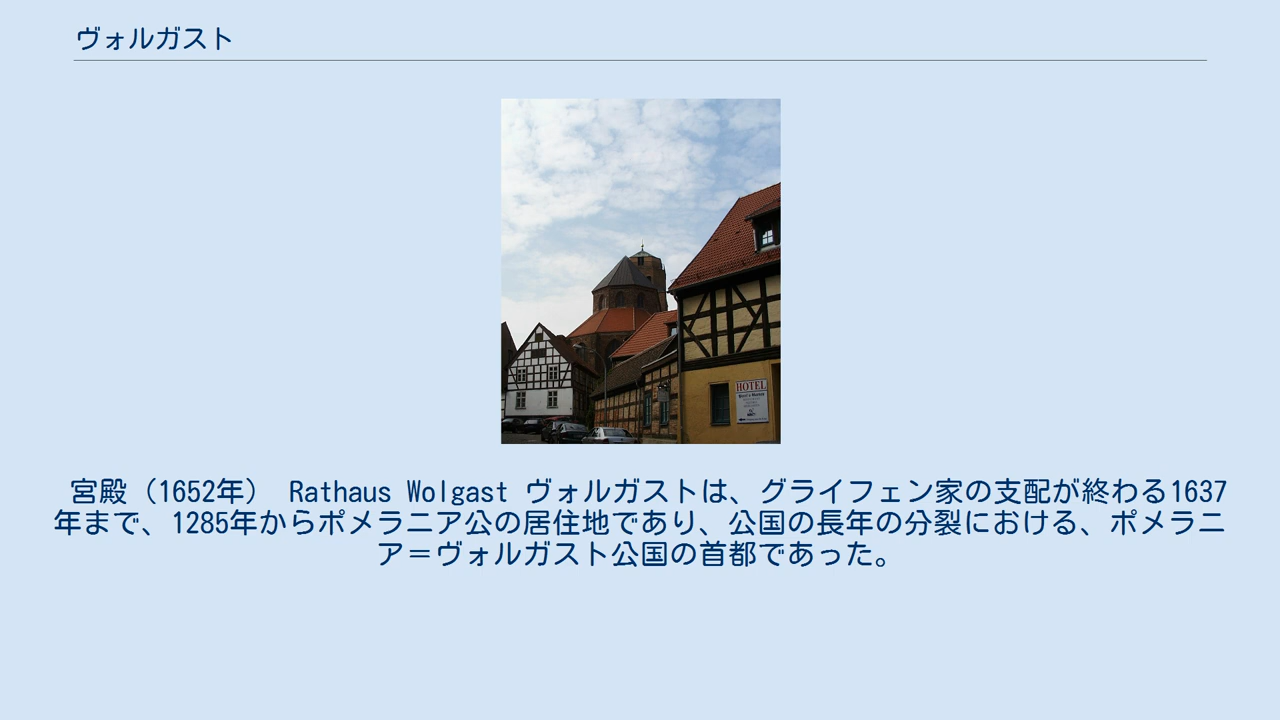 ヴォルガスト
HOTEL
宮殿（1652年） Rathaus Wolgast ヴォルガストは、グライフェン家の支配が終わる1637
年まで、1285年からポメラニア公の居住地であり、公国の長年の分裂における、ポメラニ
ア＝ヴォルガスト公国の首都であった。